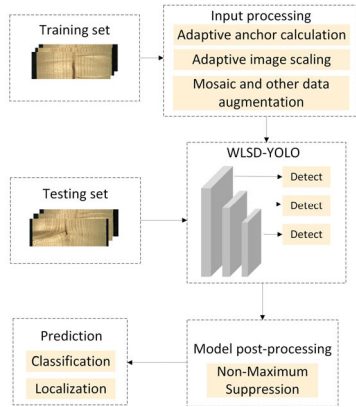 Training set
Input processing
Adaptive anchor calculation
Adaptive image scaling
Mosaic and other data
augmentation
WLSD-YOLO
Detect
Detect
Detect
Testing set
Prediction
Classification
Localization
Model post-processing
Non-Maximum
Suppression